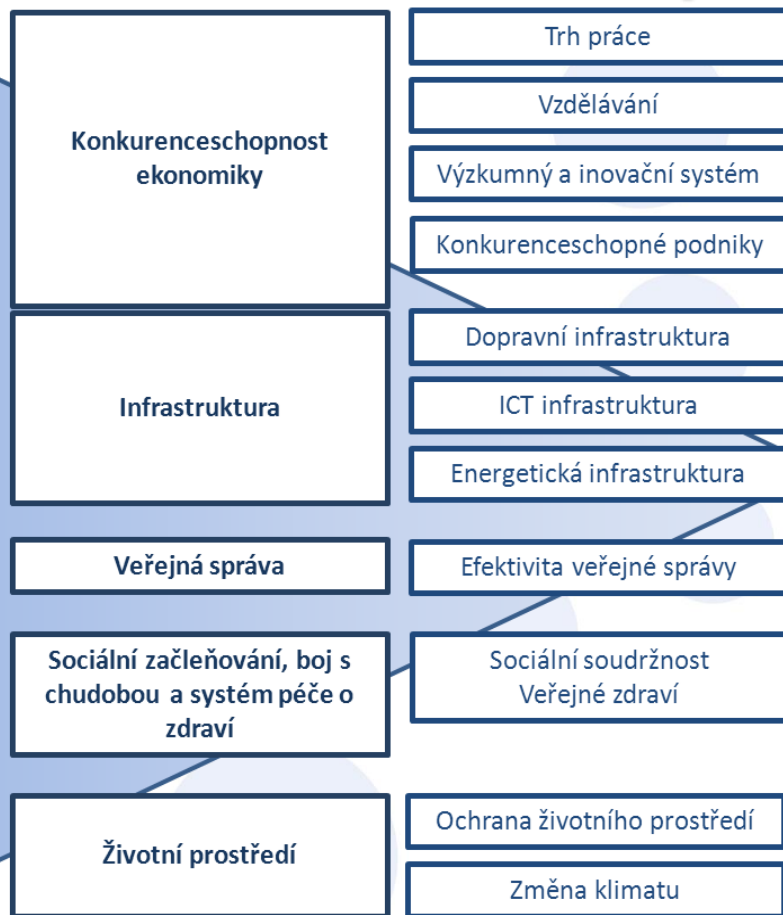 Konkurenceschopnost
ekonomiky
Trh práce
Vzdělávání
Výzkumný a inovační systém
Konkurenceschopné podniky
Infrastruktura
Dopravní infrastruktura
ICT infrastruktura
Energetická infrastruktura
Veřejná správa
Efektivita veřejné správy
Sociální začleňování, boj s
chudobou a systém péče o
zdraví
Sociální soudržnost
Veřejné zdraví
Životní prostředí
Ochrana životního prostředí
Změna klimatu